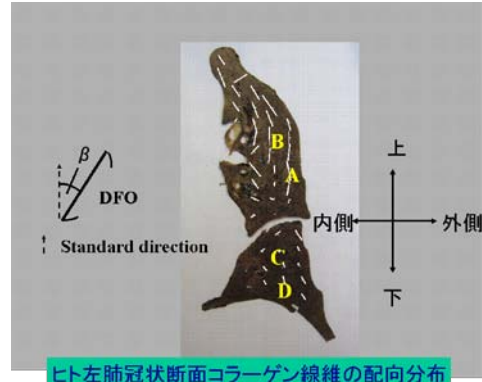 上
B
β
A
DFO
内側
外側
Standard direction
C
D
下
ヒト左肺冠状断面コラーゲン線維の配向分布